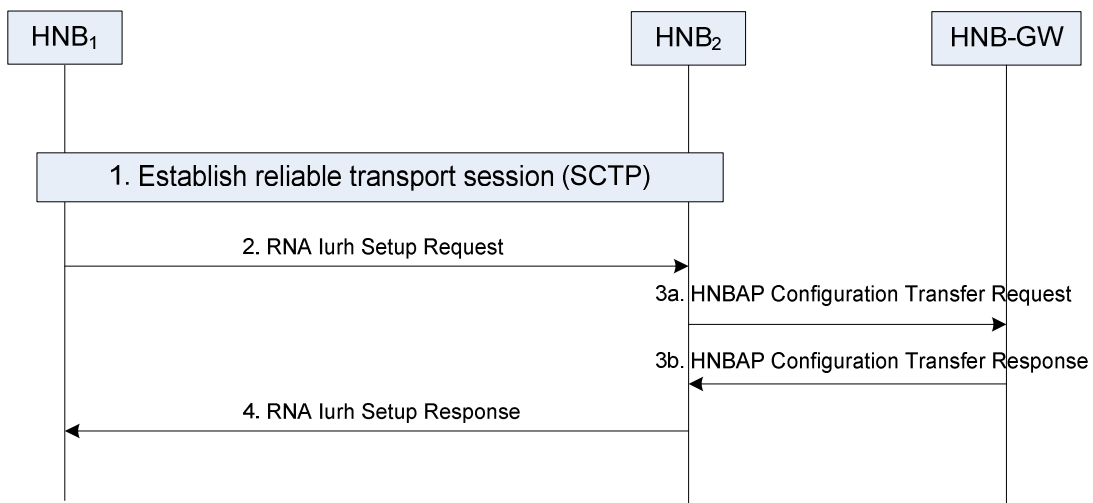 HNB₁
HNB₂
HNB-GW
1. Establish reliable transport session (SCTP)
2. RNA Iurh Setup Request
3a. HNBAP Configuration Transfer Request
3b. HNBAP Configuration Transfer Response
4. RNA Iurh Setup Response